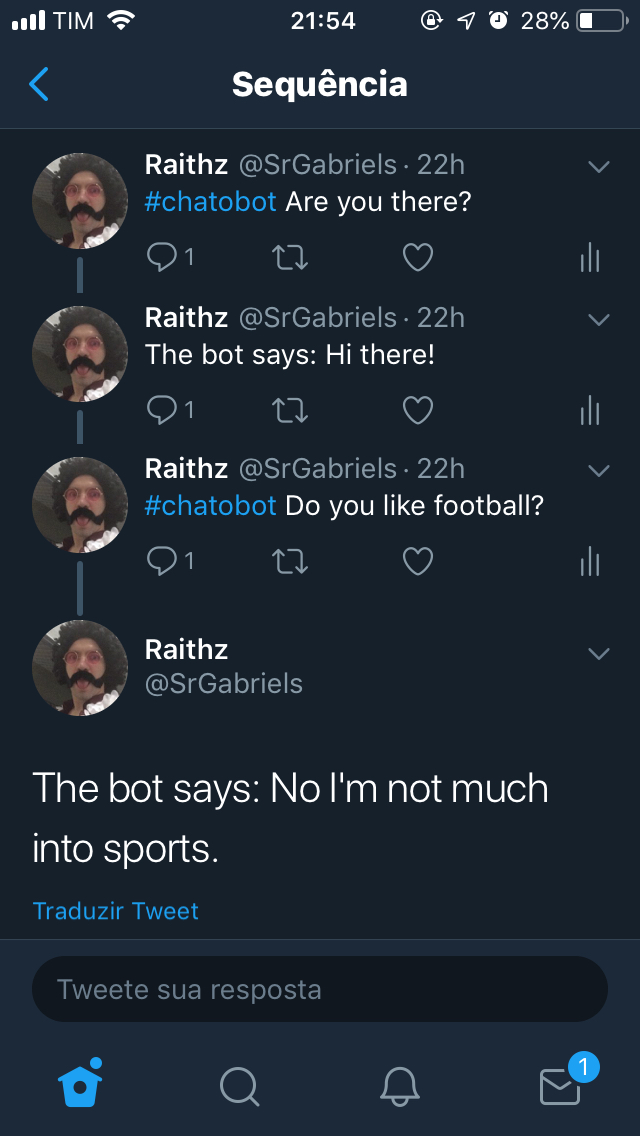 TIM 21:54 28%
Sequência
Raithz @SrGabriels · 22h
#chatobot Are you there?
1
Raithz @SrGabriels · 22h
The bot says: Hi there!
1
Raithz @SrGabriels · 22h
#chatobot Do you like football?
1
Raithz
@SrGabriels
The bot says: No I'm not much
into sports.
Traduzir Tweet
Tweete sua resposta
1